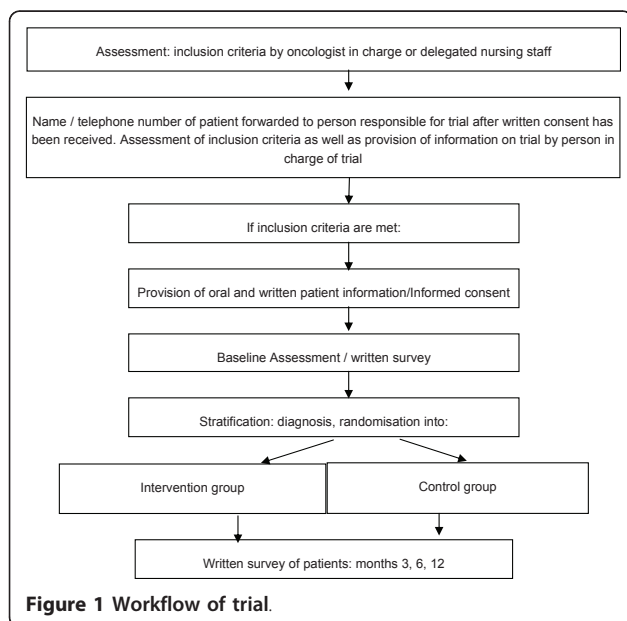 Assessment: inclusion criteria by oncologist in charge or delegated nursing staff
Name / telephone number of patient forwarded to person responsible for trial after written consent has
been received. Assessment of inclusion criteria as well as provision of information on trial by person in
charge of trial
If inclusion criteria are met:
Provision of oral and written patient information/Informed consent
Baseline Assessment / written survey
Stratification: diagnosis, randomisation into:
Intervention group
Control group
Written survey of patients: months 3, 6, 12
Figure 1 Workflow of trial.